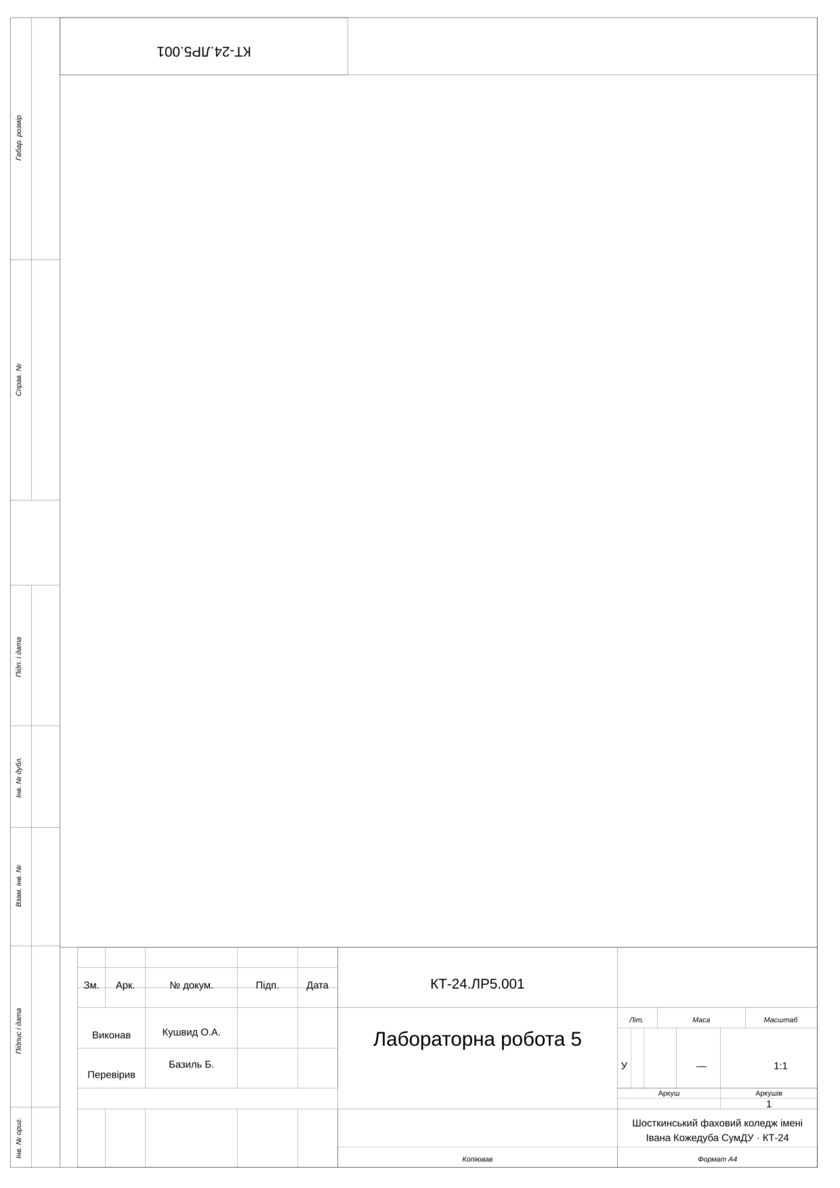 КТ-24.ЛР5.001
Габар. розмір
Справ. №
Підп. і дата
Інв. № дубл.
Взам. інв. №
Підпис і дата
Інв. № ориг.
Зм. Арк. № докум. Підп. Дата
КТ-24.ЛР5.001
Виконав Кушвид О.А.
Перевірив Базиль Б.
Лабораторна робота 5
Літ. Маса Масштаб
У — 1:1
Аркуш Аркушів
1
Шосткинський фаховий коледж імені
Івана Кожедуба СумДУ · КТ-24
Копіював Формат А4